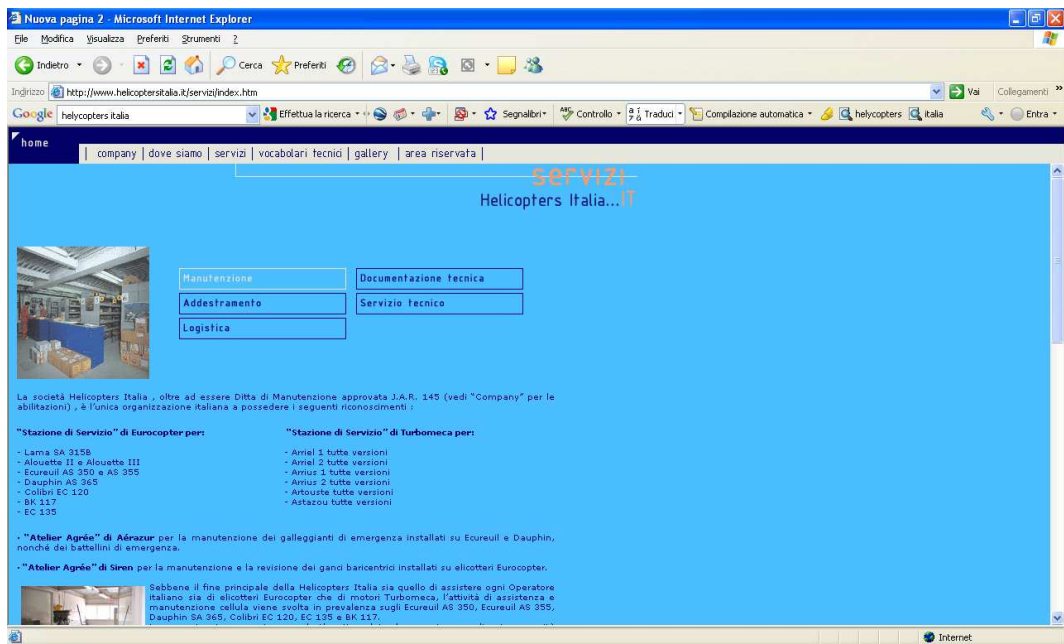 Nuova pagina 2 - Microsoft Internet Explorer
File Modifica Visualizza Preferiti Strumenti ?
Indietro Cerca Preferiti
Indirizzo http://www.helicoptersitalia.it/servizi/index.htm Vai Collegamenti »
Google helycopters italia Effettua la ricerca Segnalibri Controllo Traduci Compilazione automatica helycopters italia Entra
home
| company | dove siamo | servizi | vocabolari tecnici | gallery | area riservata |
servizi
Helicopters Italia...IT
Manutenzione Documentazione tecnica
Addestramento Servizio tecnico
Logistica
La società Helicopters Italia , oltre ad essere Ditta di Manutenzione approvata J.A.R. 145 (vedi "Company" per le
abilitazioni) , è l'unica organizzazione italiana a possedere i seguenti riconoscimenti :
"Stazione di Servizio" di Eurocopter per:
- Lama SA 315B
- Alouette II e Alouette III
- Ecureuil AS 350 e AS 355
- Dauphin AS 365
- Colibri EC 120
- BK 117
- EC 135
"Stazione di Servizio" di Turbomeca per:
- Arriel 1 tutte versioni
- Arriel 2 tutte versioni
- Arrius 1 tutte versioni
- Arrius 2 tutte versioni
- Artouste tutte versioni
- Astazou tutte versioni
· "Atelier Agrée" di Aérazur per la manutenzione dei galleggianti di emergenza installati su Ecureuil e Dauphin,
nonché dei battellini di emergenza.
· "Atelier Agrée" di Siren per la manutenzione e la revisione dei ganci baricentrici installati su elicotteri Eurocopter.
Sebbene il fine principale della Helicopters Italia sia quello di assistere ogni Operatore
italiano sia di elicotteri Eurocopter che di motori Turbomeca, l'attività di assistenza e
manutenzione cellula viene svolta in prevalenza sugli Ecureuil AS 350, Ecureuil AS 355,
Dauphin SA 365, Colibri EC 120, EC 135 e BK 117.
Internet